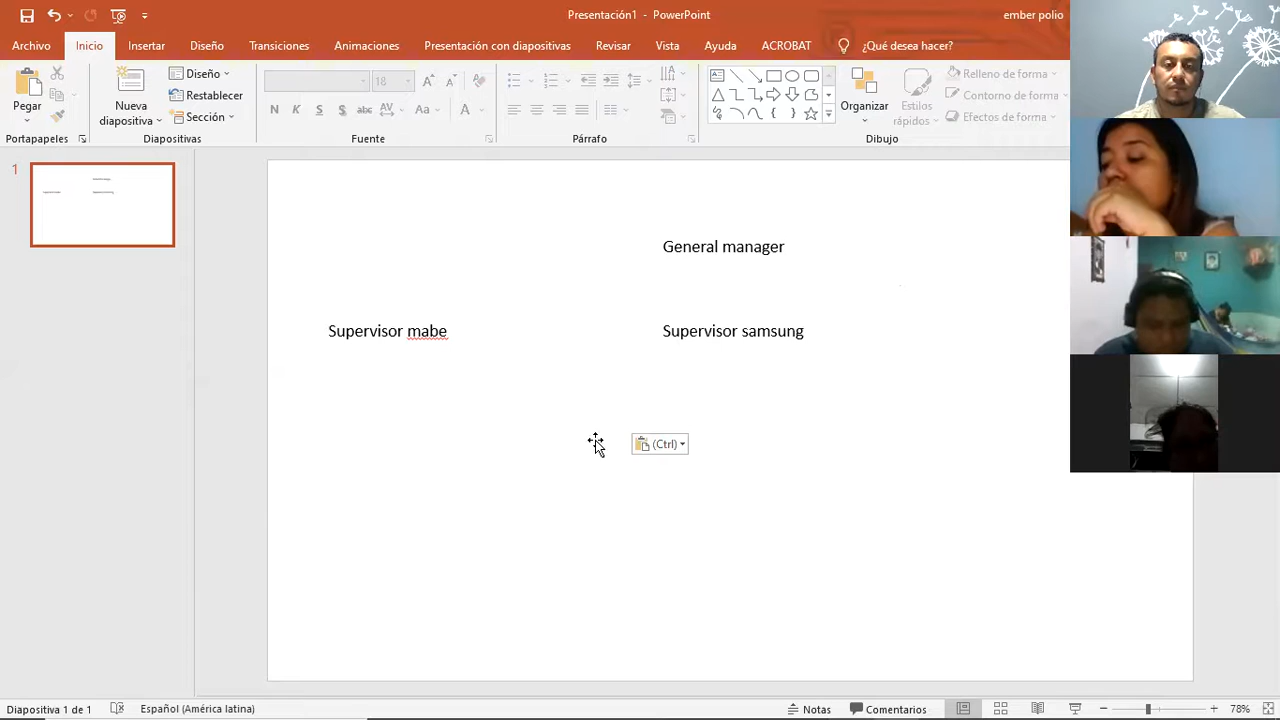 Presentación1 - PowerPoint
ember polio
Archivo
Inicio
Insertar
Diseño
Transiciones
Animaciones
Presentación con diapositivas
Revisar
Vista
Ayuda
ACROBAT
¿Qué desea hacer?
Pegar
Nueva
diapositiva
Diseño
Restablecer
Sección
18
N
K
S
S
abc
AV
Aa
A
Organizar
Estilos
rápidos
Relleno de forma
Contorno de forma
Efectos de forma
Portapapeles
Diapositivas
Fuente
Párrafo
Dibujo
1
General manager
Supervisor mabe
Supervisor samsung
(Ctrl)
Diapositiva 1 de 1
Español (América latina)
Notas
Comentarios
78%